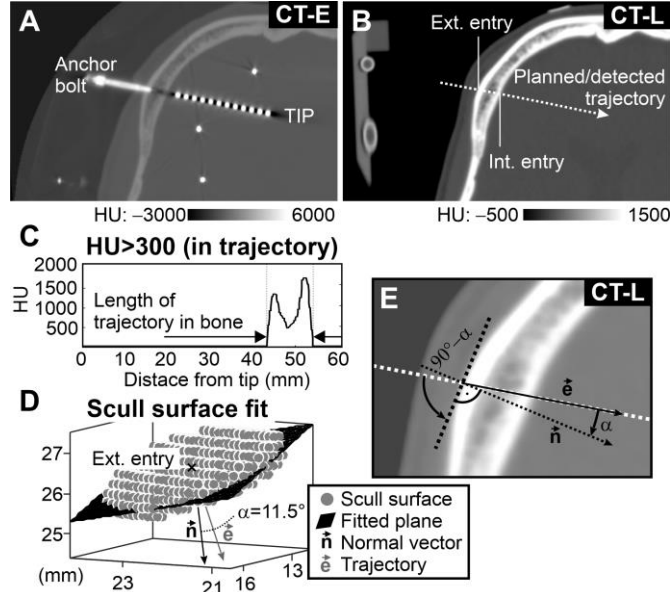 A
CT-E
Anchor
bolt
TIP
HU: –3000
6000
B
CT-L
Ext. entry
Planned/detected
trajectory
Int. entry
HU: –500
1500
C
HU>300 (in trajectory)
HU
2000
1500
1000
500
Length of
trajectory in bone
0 10 20 30 40 50 60
Distace from tip (mm)
D
Scull surface fit
27
26
25
Ext. entry
α=11.5°
n⃗
e⃗
(mm)
23
21
16
13
E
CT-L
90°–α
e⃗
α
n⃗
Scull surface
Fitted plane
n⃗ Normal vector
e⃗ Trajectory